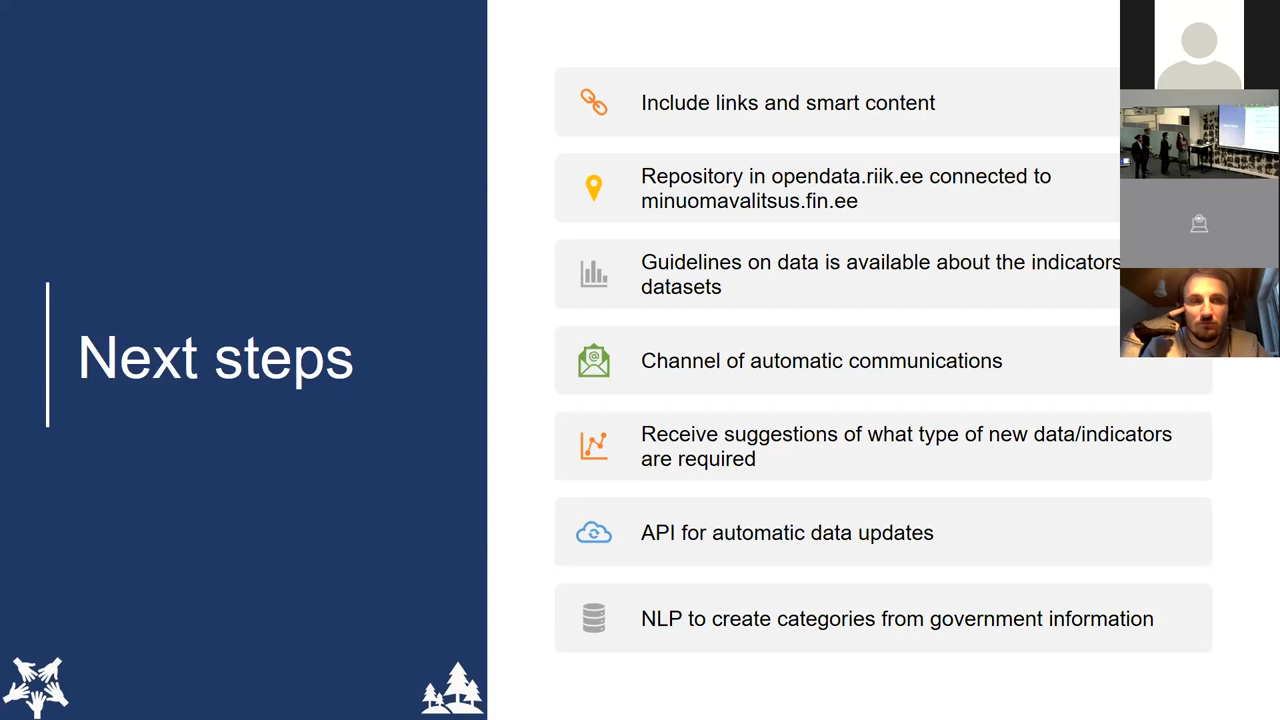 Next steps
Include links and smart content
Repository in opendata.riik.ee connected to
minuomavalitsus.fin.ee
Guidelines on data is available about the indicators
datasets
Channel of automatic communications
Receive suggestions of what type of new data/indicators
are required
API for automatic data updates
NLP to create categories from government information